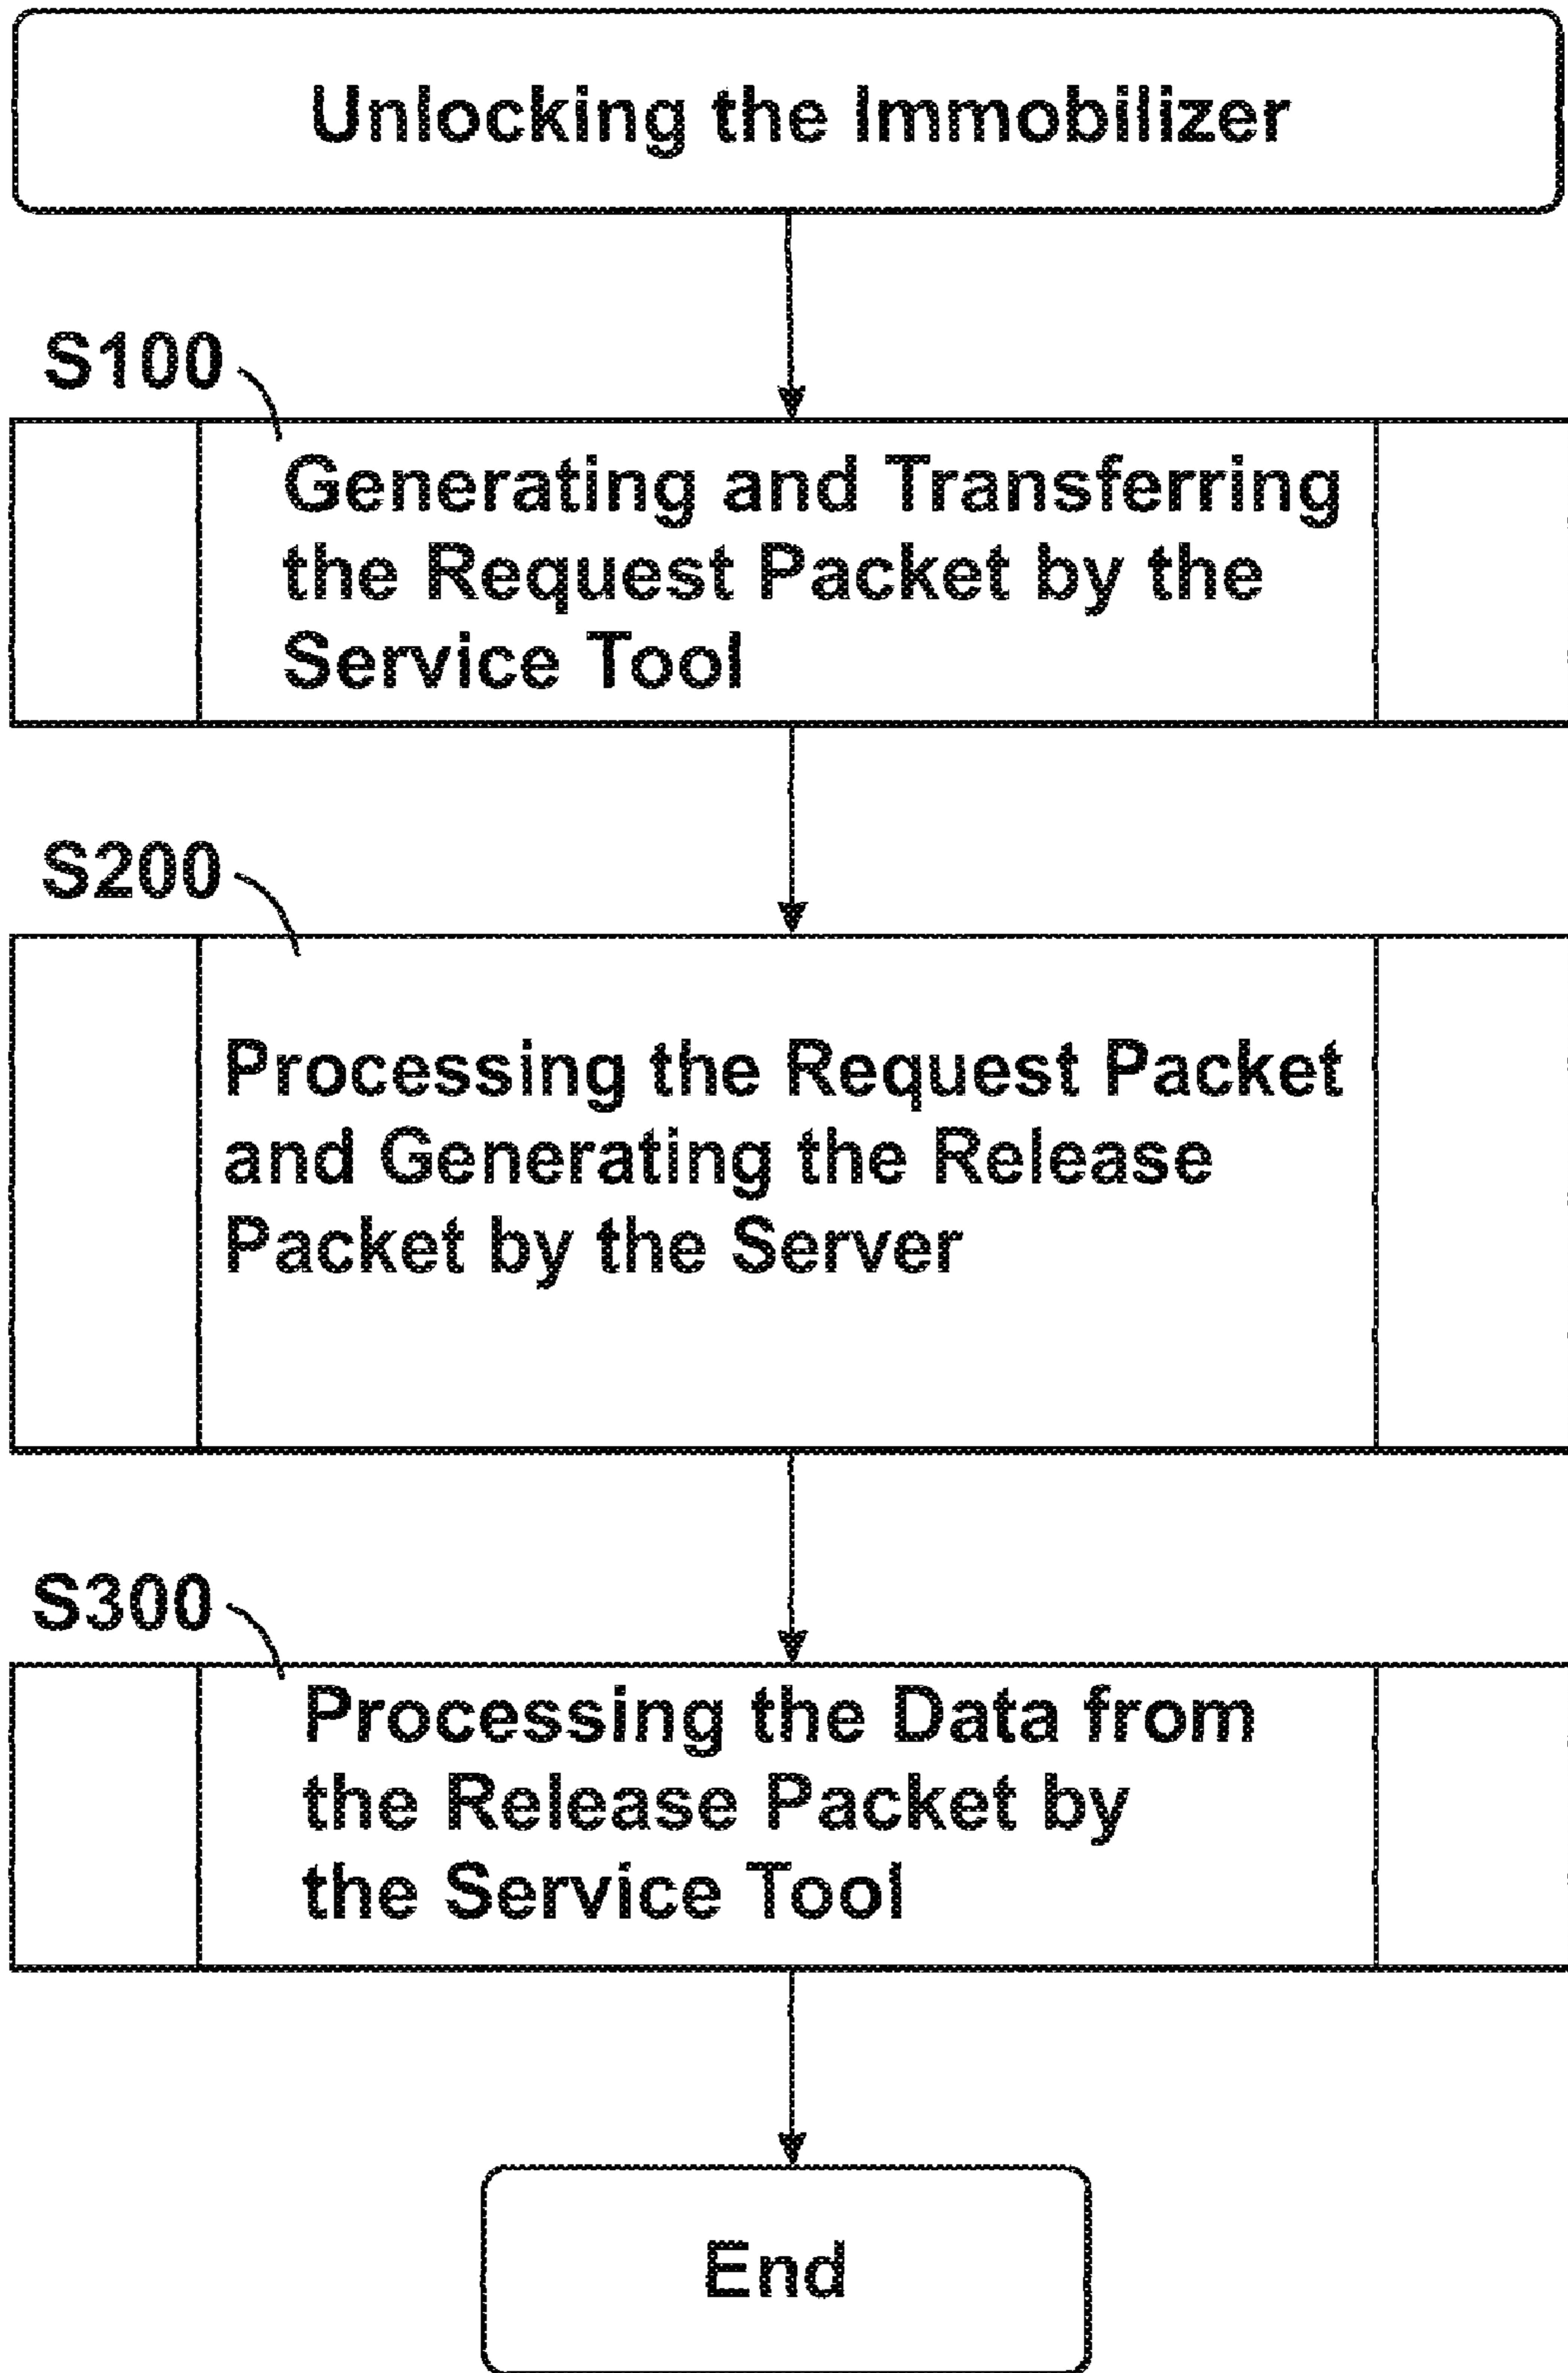 Unlocking the Immobilizer
S100
Generating and Transferring
the Request Packet by the
Service Tool
S200
Processing the Request Packet
and Generating the Release
Packet by the Server
S300
Processing the Data from
the Release Packet by
the Service Tool
End